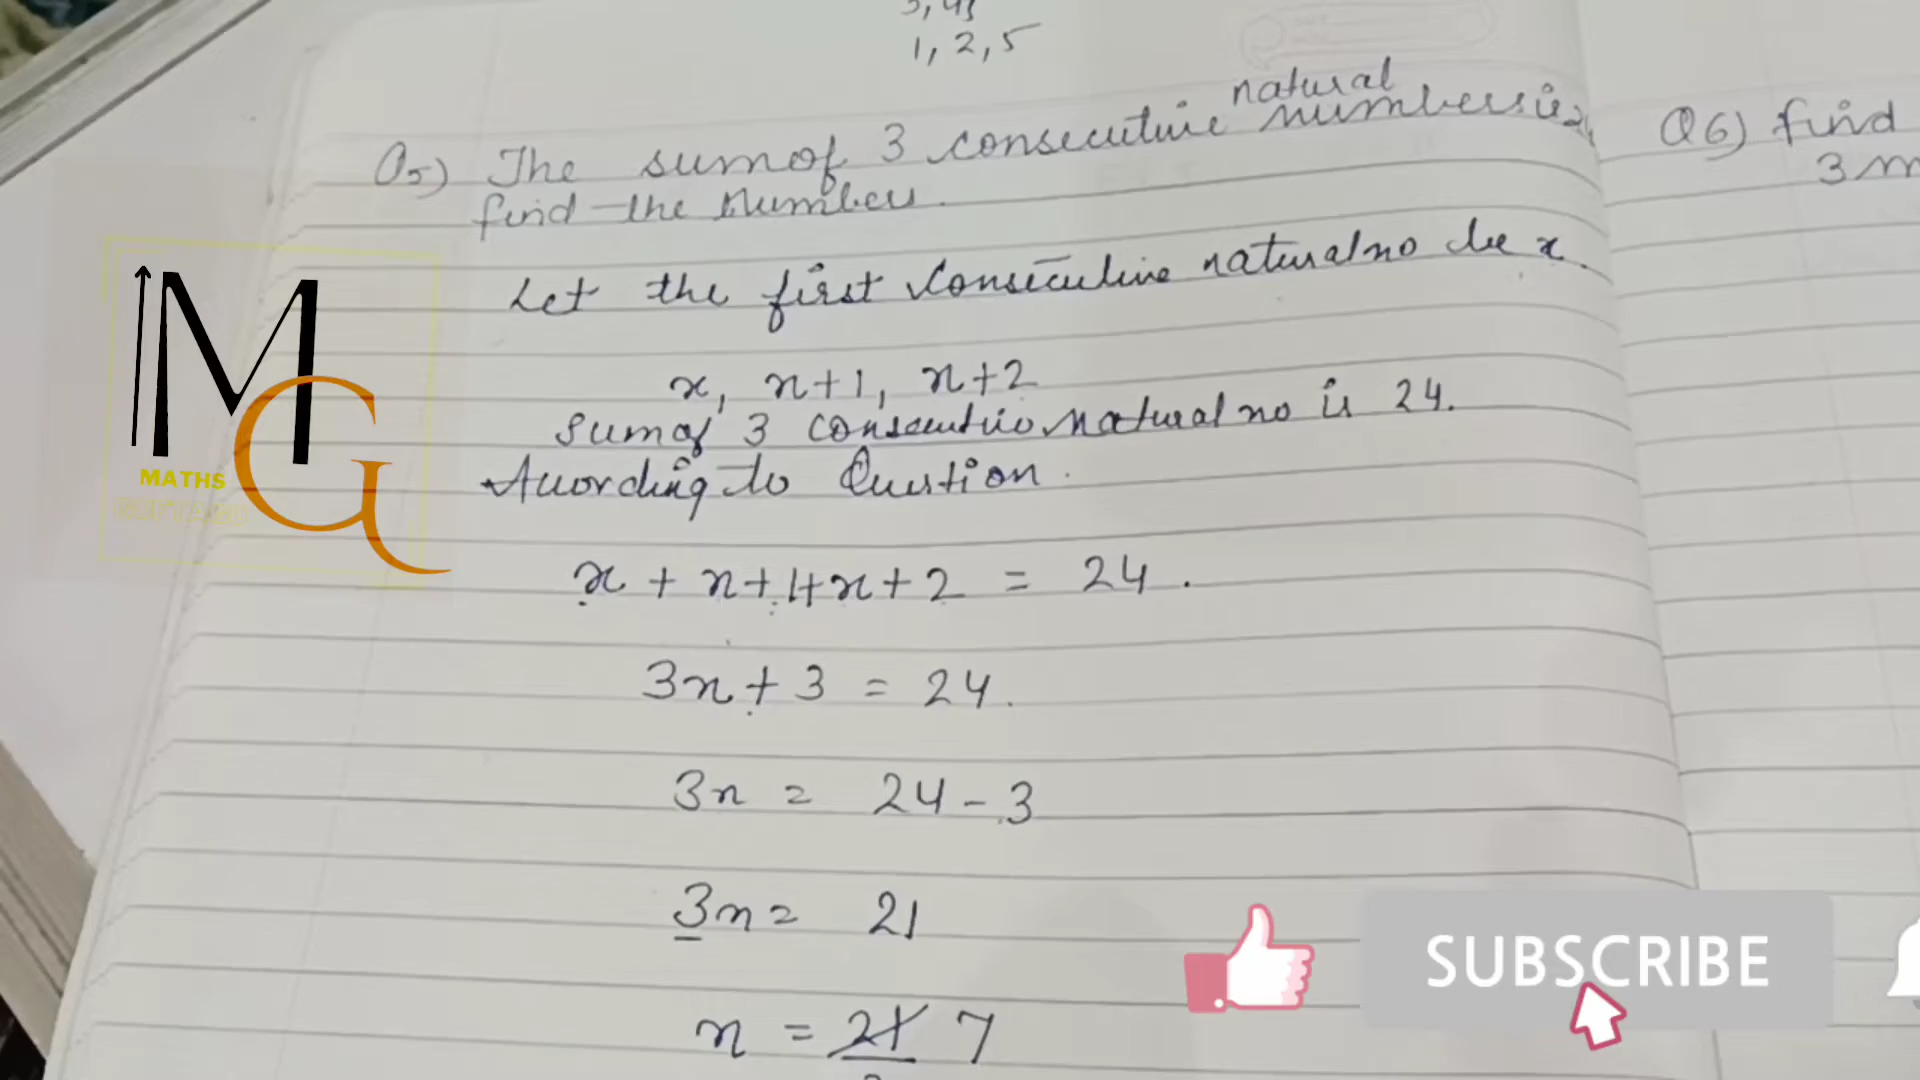 1, 2, 5
Q5) The sum of 3 consecutive natural numbers is 24,
find the Numbers.
Let the first Consecutive natural no be x.
x, x+1, x+2
Sum of 3 consecutive natural no is 24.
According to Question.
x + x+1+x+2 = 24.
3x + 3 = 24.
3x = 24 - 3
3x = 21
x = 21 7
Q6) find
3
MG
MATHS
SUBSCRIBE